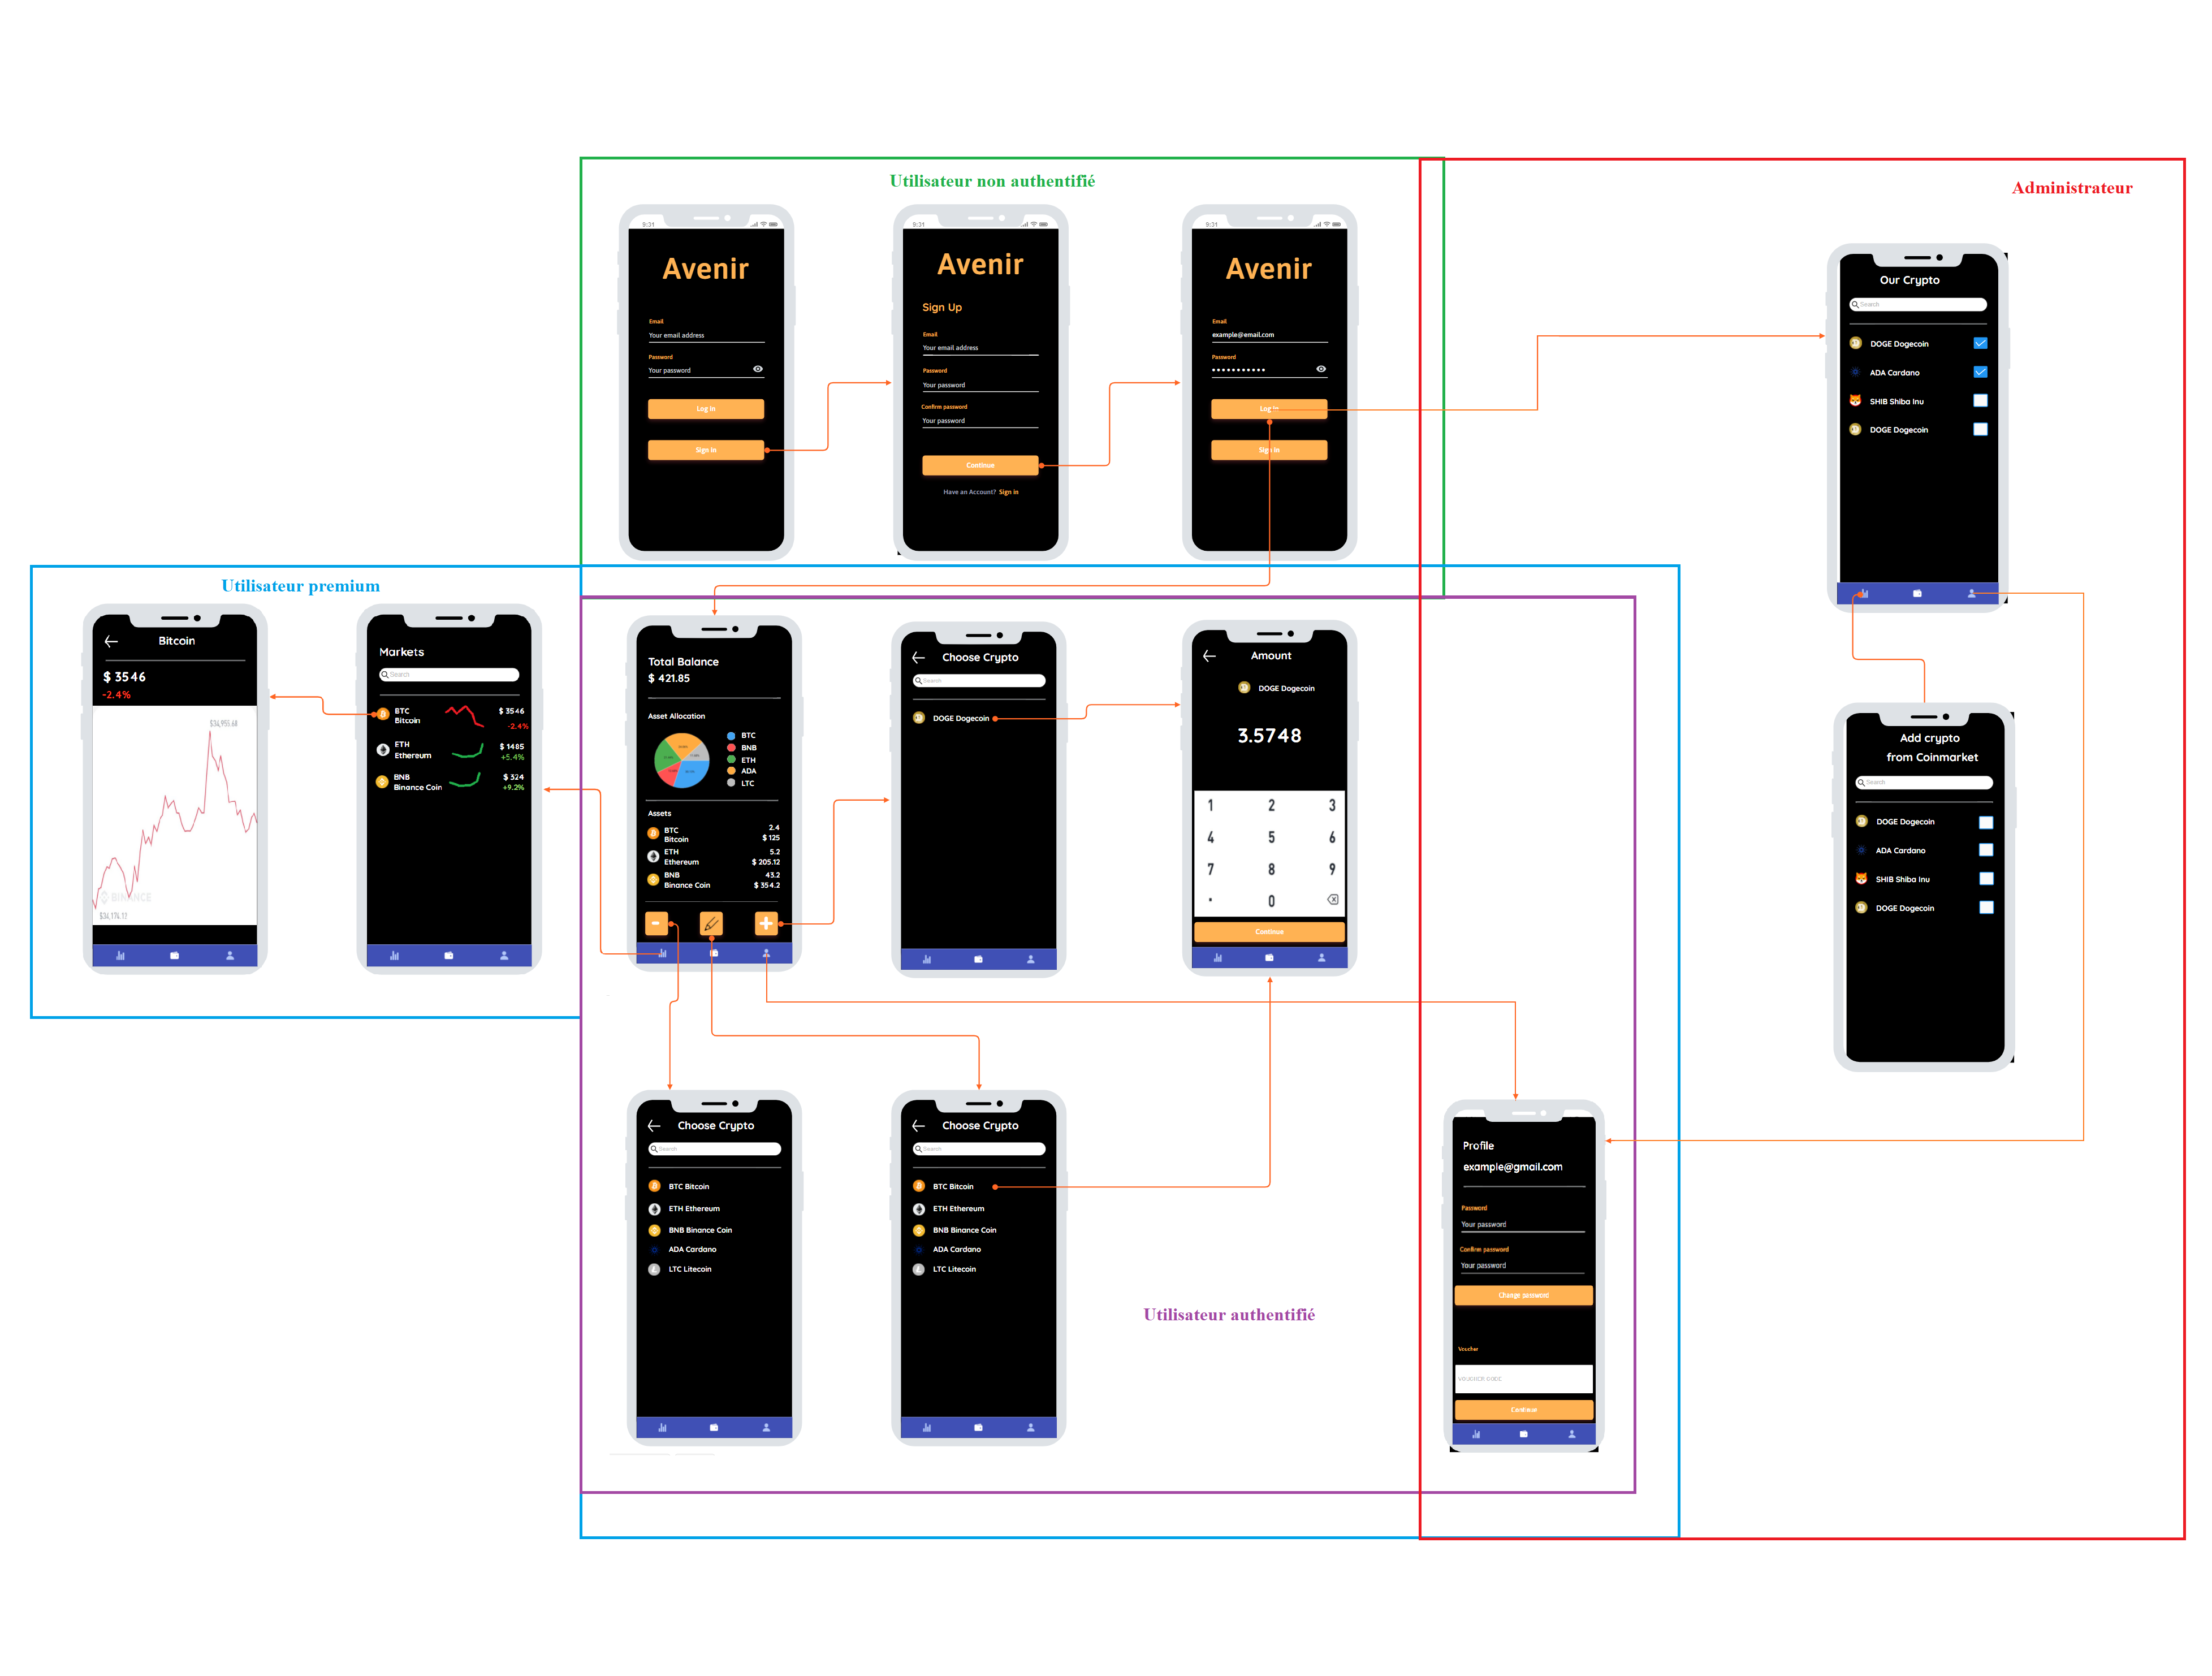 Utilisateur non authentifié
Administrateur
9:31
Avenir
Email
Your email address
Password
Your password
Log In
Sign In
9:31
Avenir
Sign Up
Email
Your email address
Password
Your password
Confirm password
Your password
Continue
Have an Account? Sign in
9:31
Avenir
Email
example@email.com
Password
Log In
Sign In
Our Crypto
Search
DOGE Dogecoin
ADA Cardano
SHIB Shiba Inu
DOGE Dogecoin
Utilisateur premium
Bitcoin
$ 3546
-2.4%
$34,955.68
BINANCE
$34,174.12
Markets
Search
BTC
Bitcoin
$ 3546
-2.4%
ETH
Ethereum
$ 1485
+5.4%
BNB
Binance Coin
$ 324
+9.2%
Total Balance
$ 421.85
Asset Allocation
BTC
BNB
ETH
ADA
LTC
Assets
BTC
Bitcoin
2.4
$ 125
ETH
Ethereum
5.2
$ 205.12
BNB
Binance Coin
43.2
$ 354.2
Choose Crypto
Search
DOGE Dogecoin
Amount
DOGE Dogecoin
3.5748
1 2 3
4 5 6
7 8 9
. 0
Continue
Add crypto
from Coinmarket
Search
DOGE Dogecoin
ADA Cardano
SHIB Shiba Inu
DOGE Dogecoin
Choose Crypto
Search
BTC Bitcoin
ETH Ethereum
BNB Binance Coin
ADA Cardano
LTC Litecoin
Choose Crypto
Search
BTC Bitcoin
ETH Ethereum
BNB Binance Coin
ADA Cardano
LTC Litecoin
Utilisateur authentifié
Profile
example@gmail.com
Password
Your password
Confirm password
Your password
Change password
Voucher
VOUCHER CODE
Continue